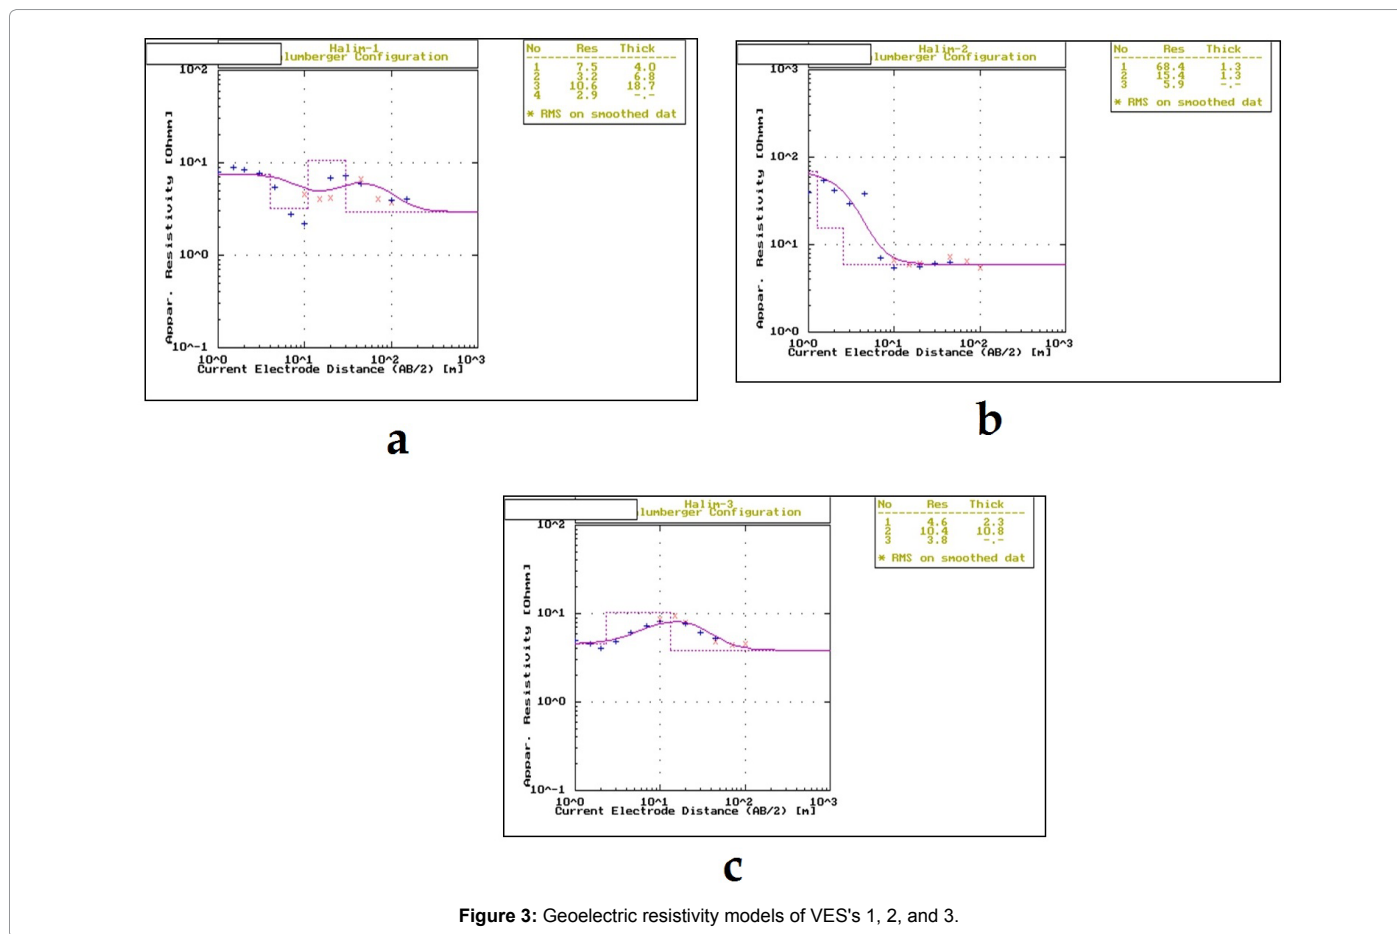 Halim-1
lumberger Configuration
No Res Thick
1 7.5 4.0
2 3.2 6.8
3 10.6 18.7
4 2.9 -.-
* RMS on smoothed dat
Appar. Resistivity [Ohmm]
10^2
10^1
10^0
10^-1
10^0 10^1 10^2 10^3
Current Electrode Distance (AB/2) [m]
a
Halim-2
lumberger Configuration
No Res Thick
1 68.4 1.3
2 15.4 1.3
3 5.9 -.-
* RMS on smoothed dat
Appar. Resistivity [Ohmm]
10^3
10^2
10^1
10^0
10^0 10^1 10^2 10^3
Current Electrode Distance (AB/2) [m]
b
Halim-3
lumberger Configuration
No Res Thick
1 4.6 2.3
2 10.4 10.8
3 3.8 -.-
* RMS on smoothed dat
Appar. Resistivity [Ohmm]
10^2
10^1
10^0
10^-1
10^0 10^1 10^2 10^3
Current Electrode Distance (AB/2) [m]
c
Figure 3: Geoelectric resistivity models of VES's 1, 2, and 3.